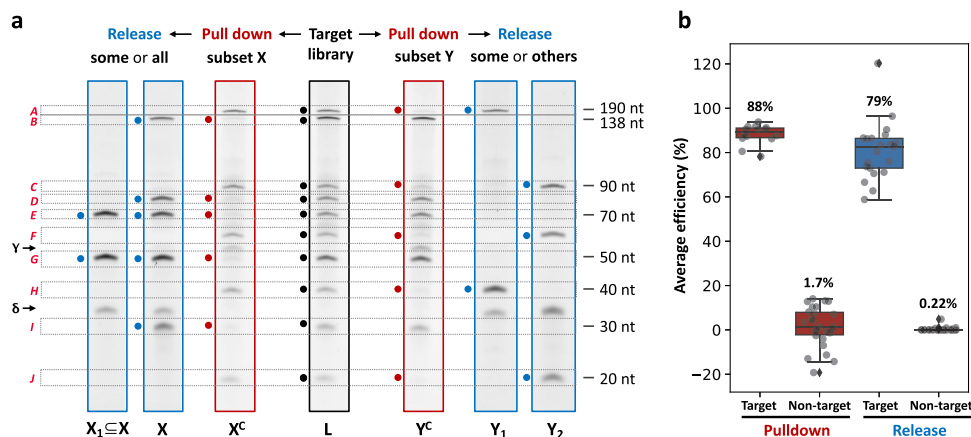 a
Release ← Pull down ← Target → Pull down → Release
some or all subset X library subset Y some or others
A
B
C
D
E
F
γ →
G
H
δ →
I
J
190 nt
138 nt
90 nt
70 nt
60 nt
50 nt
40 nt
30 nt
20 nt
X₁⊆X X Xᶜ L Yᶜ Y₁ Y₂
b
Average efficiency (%)
120
100
80
60
40
20
0
−20
88%
1.7%
79%
0.22%
Target Non-target Target Non-target
Pulldown Release